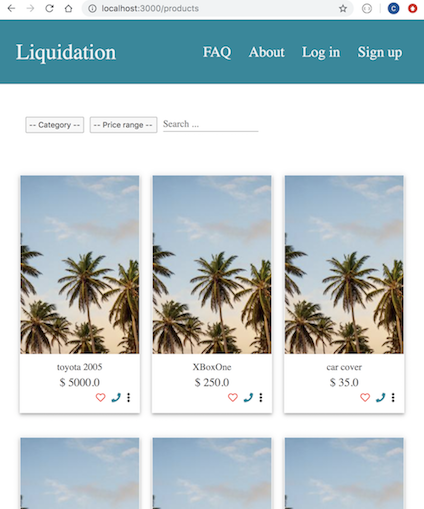 localhost:3000/products
Liquidation FAQ About Log in Sign up
-- Category -- -- Price range -- Search ...
toyota 2005 XBoxOne car cover
$ 5000.0 $ 250.0 $ 35.0